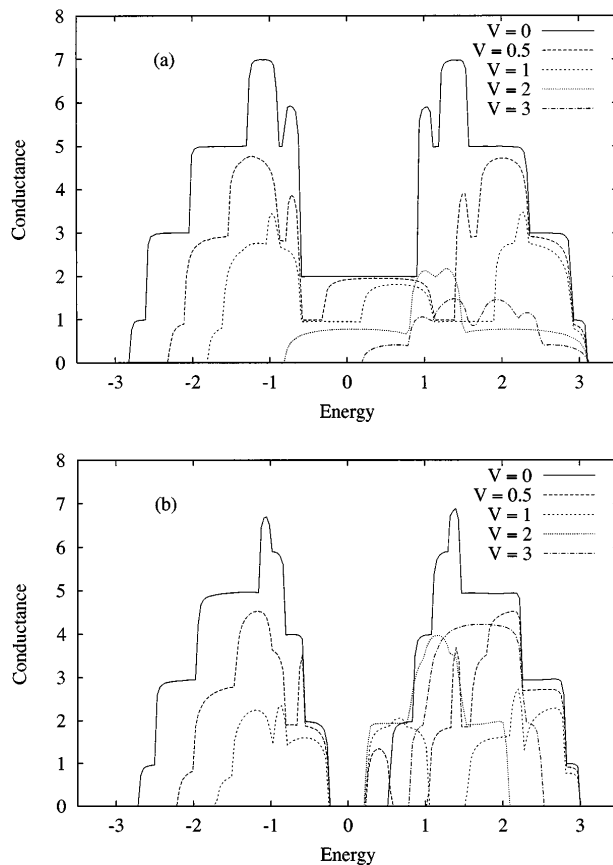 8
7
6
5
4
3
2
1
0
Conductance
(a)
V = 0
V = 0.5
V = 1
V = 2
V = 3
-3 -2 -1 0 1 2 3
Energy
8
7
6
5
4
3
2
1
0
Conductance
(b)
V = 0
V = 0.5
V = 1
V = 2
V = 3
-3 -2 -1 0 1 2 3
Energy